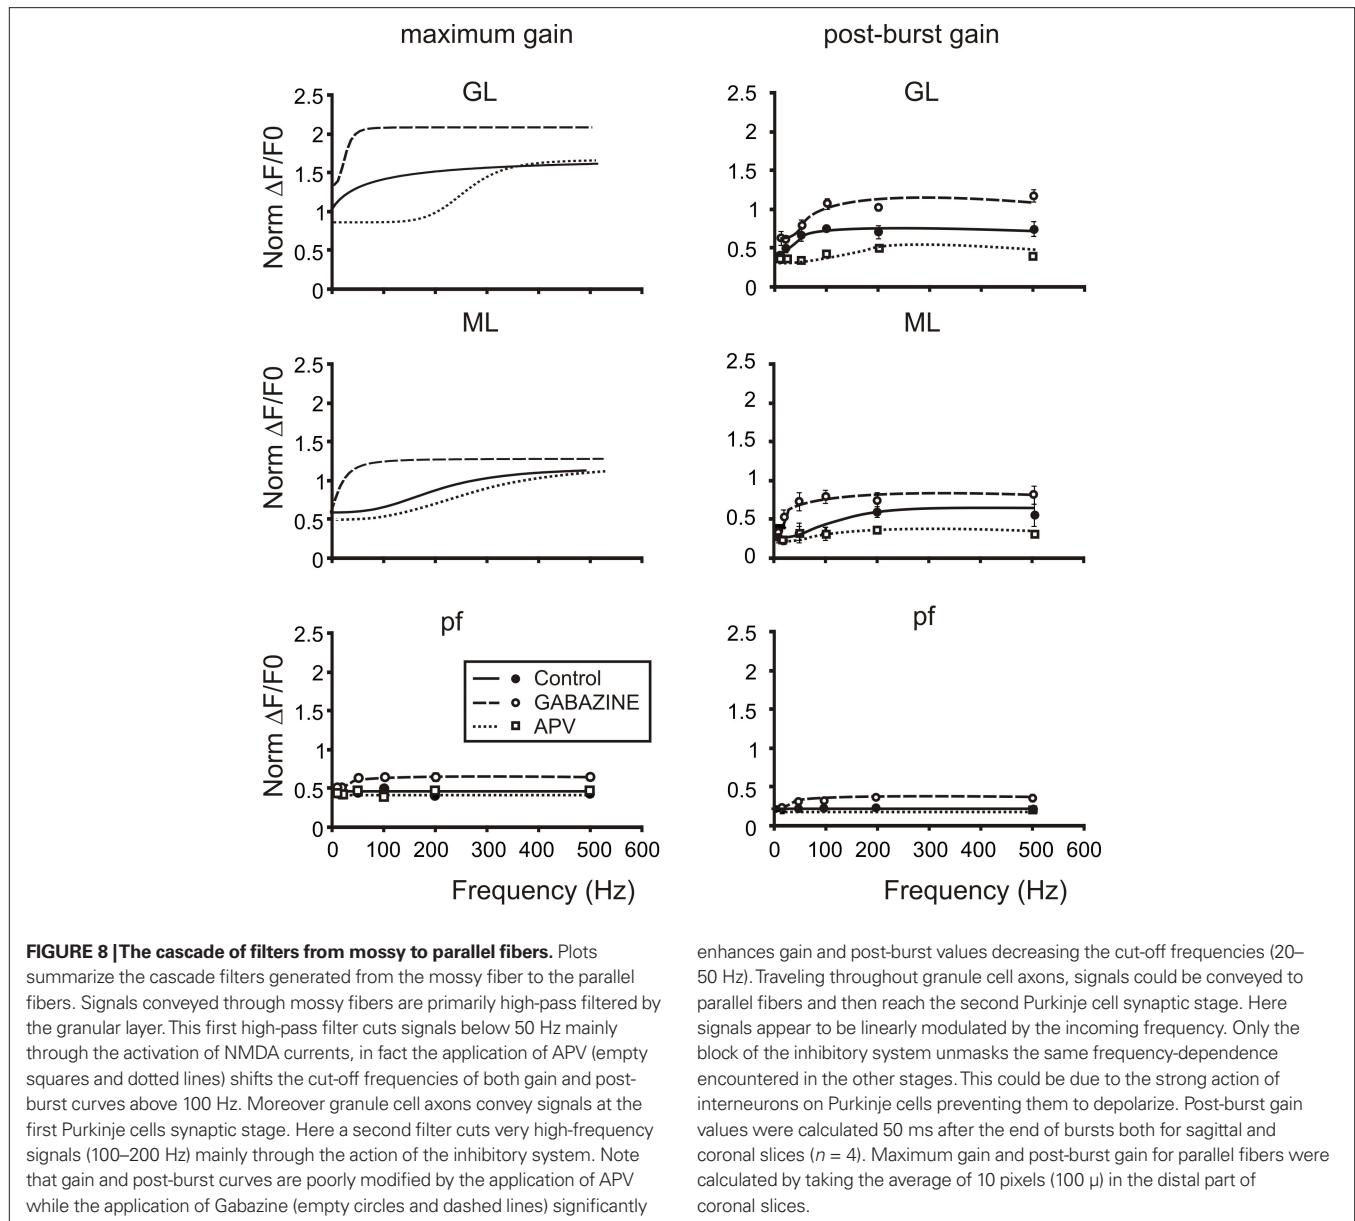 maximum gain
post-burst gain
GL
2.5
2
1.5
1
0.5
0
Norm ΔF/F0
GL
2.5
2
1.5
1
0.5
0
ML
2.5
2
1.5
1
0.5
0
Norm ΔF/F0
ML
2.5
2
1.5
1
0.5
0
pf
2.5
2
1.5
1
0.5
0
Norm ΔF/F0
Control
GABAZINE
APV
0 100 200 300 400 500 600
Frequency (Hz)
pf
2.5
2
1.5
1
0.5
0
0 100 200 300 400 500 600
Frequency (Hz)
FIGURE 8 | The cascade of filters from mossy to parallel fibers. Plots
summarize the cascade filters generated from the mossy fiber to the parallel
fibers. Signals conveyed through mossy fibers are primarily high-pass filtered by
the granular layer. This first high-pass filter cuts signals below 50 Hz mainly
through the activation of NMDA currents, in fact the application of APV (empty
squares and dotted lines) shifts the cut-off frequencies of both gain and post-
burst curves above 100 Hz. Moreover granule cell axons convey signals at the
first Purkinje cells synaptic stage. Here a second filter cuts very high-frequency
signals (100–200 Hz) mainly through the action of the inhibitory system. Note
that gain and post-burst curves are poorly modified by the application of APV
while the application of Gabazine (empty circles and dashed lines) significantly
enhances gain and post-burst values decreasing the cut-off frequencies (20–
50 Hz). Traveling throughout granule cell axons, signals could be conveyed to
parallel fibers and then reach the second Purkinje cell synaptic stage. Here
signals appear to be linearly modulated by the incoming frequency. Only the
block of the inhibitory system unmasks the same frequency-dependence
encountered in the other stages. This could be due to the strong action of
interneurons on Purkinje cells preventing them to depolarize. Post-burst gain
values were calculated 50 ms after the end of bursts both for sagittal and
coronal slices (n = 4). Maximum gain and post-burst gain for parallel fibers were
calculated by taking the average of 10 pixels (100 μ) in the distal part of
coronal slices.